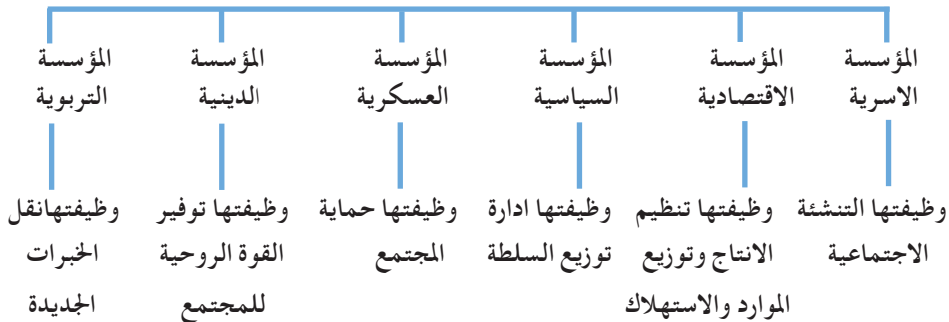 المؤسسة
الاسرية
المؤسسة
الاقتصادية
المؤسسة
السياسية
المؤسسة
العسكرية
المؤسسة
الدينية
المؤسسة
التربوية
وظيفتها التنشئة
الاجتماعية
وظيفتها تنظيم
الانتاج وتوزيع
الموارد والاستهلاك
وظيفتها ادارة
توزيع السلطة
وظيفتها حماية
المجتمع
وظيفتها توفير
القوة الروحية
للمجتمع
وظيفتهانقل
الخبرات
الجديدة